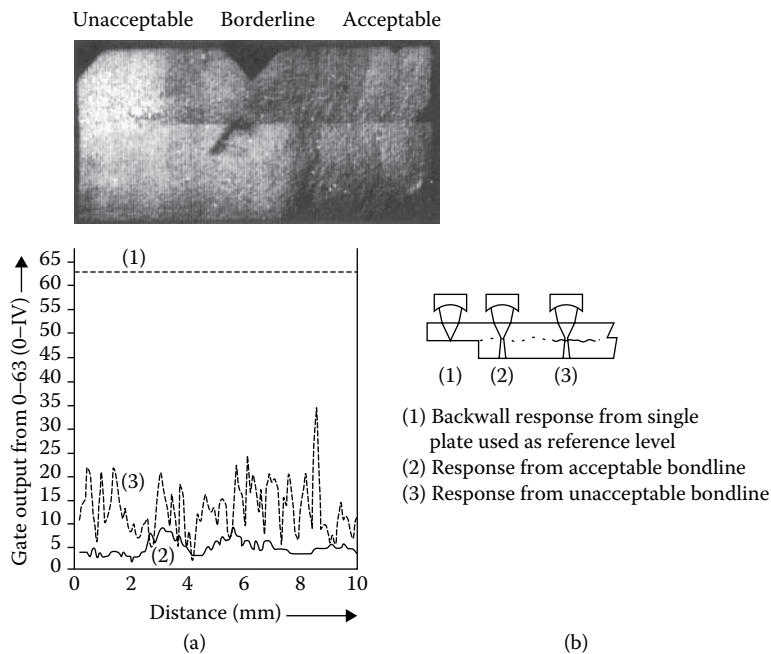 Unacceptable Borderline Acceptable
65
60
55
50
45
40
35
30
25
20
15
10
5
0
Gate output from 0–63 (0–IV)
(1)
(3)
(2)
0 2 4 6 8 10
Distance (mm)
(a)
(1) (2) (3)
(1) Backwall response from single
plate used as reference level
(2) Response from acceptable bondline
(3) Response from unacceptable bondline
(b)